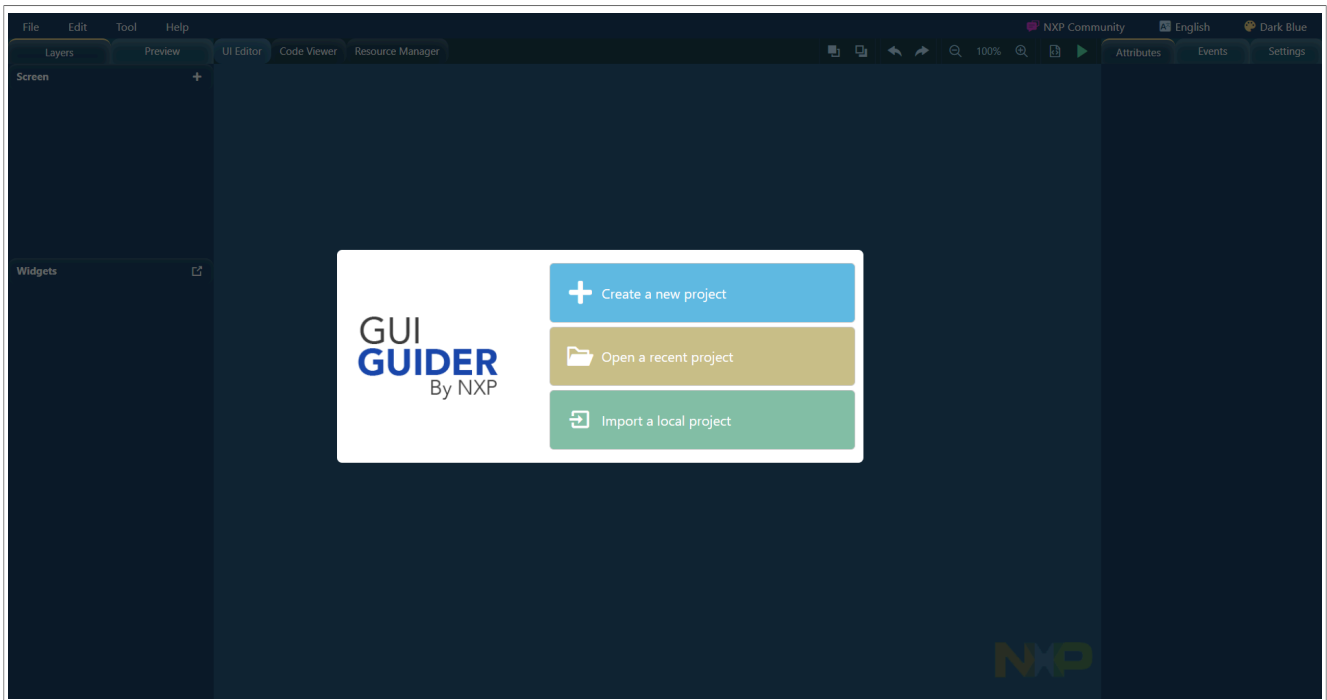 File Edit Tool Help NXP Community English Dark Blue
Layers Preview UI Editor Code Viewer Resource Manager 100% Attributes Events Settings
Screen
Widgets
Create a new project
GUI
GUIDER
By NXP
Open a recent project
Import a local project
NXP